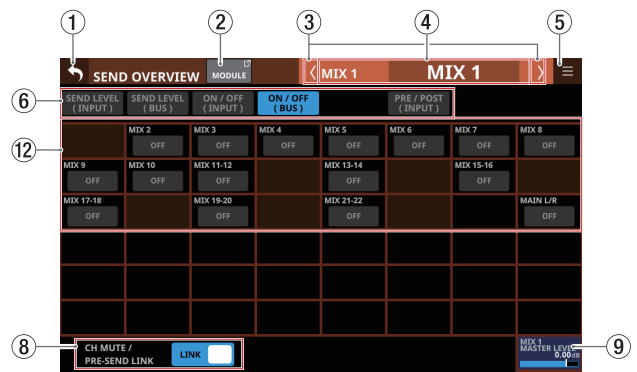 ① ② ③ ④ ⑤
SEND OVERVIEW MODULE < MIX 1 MIX 1 >
⑥
SEND LEVEL (INPUT) SEND LEVEL (BUS) ON / OFF (INPUT) ON / OFF (BUS) PRE / POST (INPUT)
⑫
MIX 2 MIX 3 MIX 4 MIX 5 MIX 6 MIX 7 MIX 8
OFF OFF OFF OFF OFF OFF OFF
MIX 9 MIX 10 MIX 11-12 MIX 13-14 MIX 15-16
OFF OFF OFF OFF OFF
MIX 17-18 MIX 19-20 MIX 21-22 MAIN L/R
OFF OFF OFF OFF
⑧
CH MUTE /
PRE-SEND LINK
LINK
MIX 1
MASTER LEVEL
0.00dB
⑨